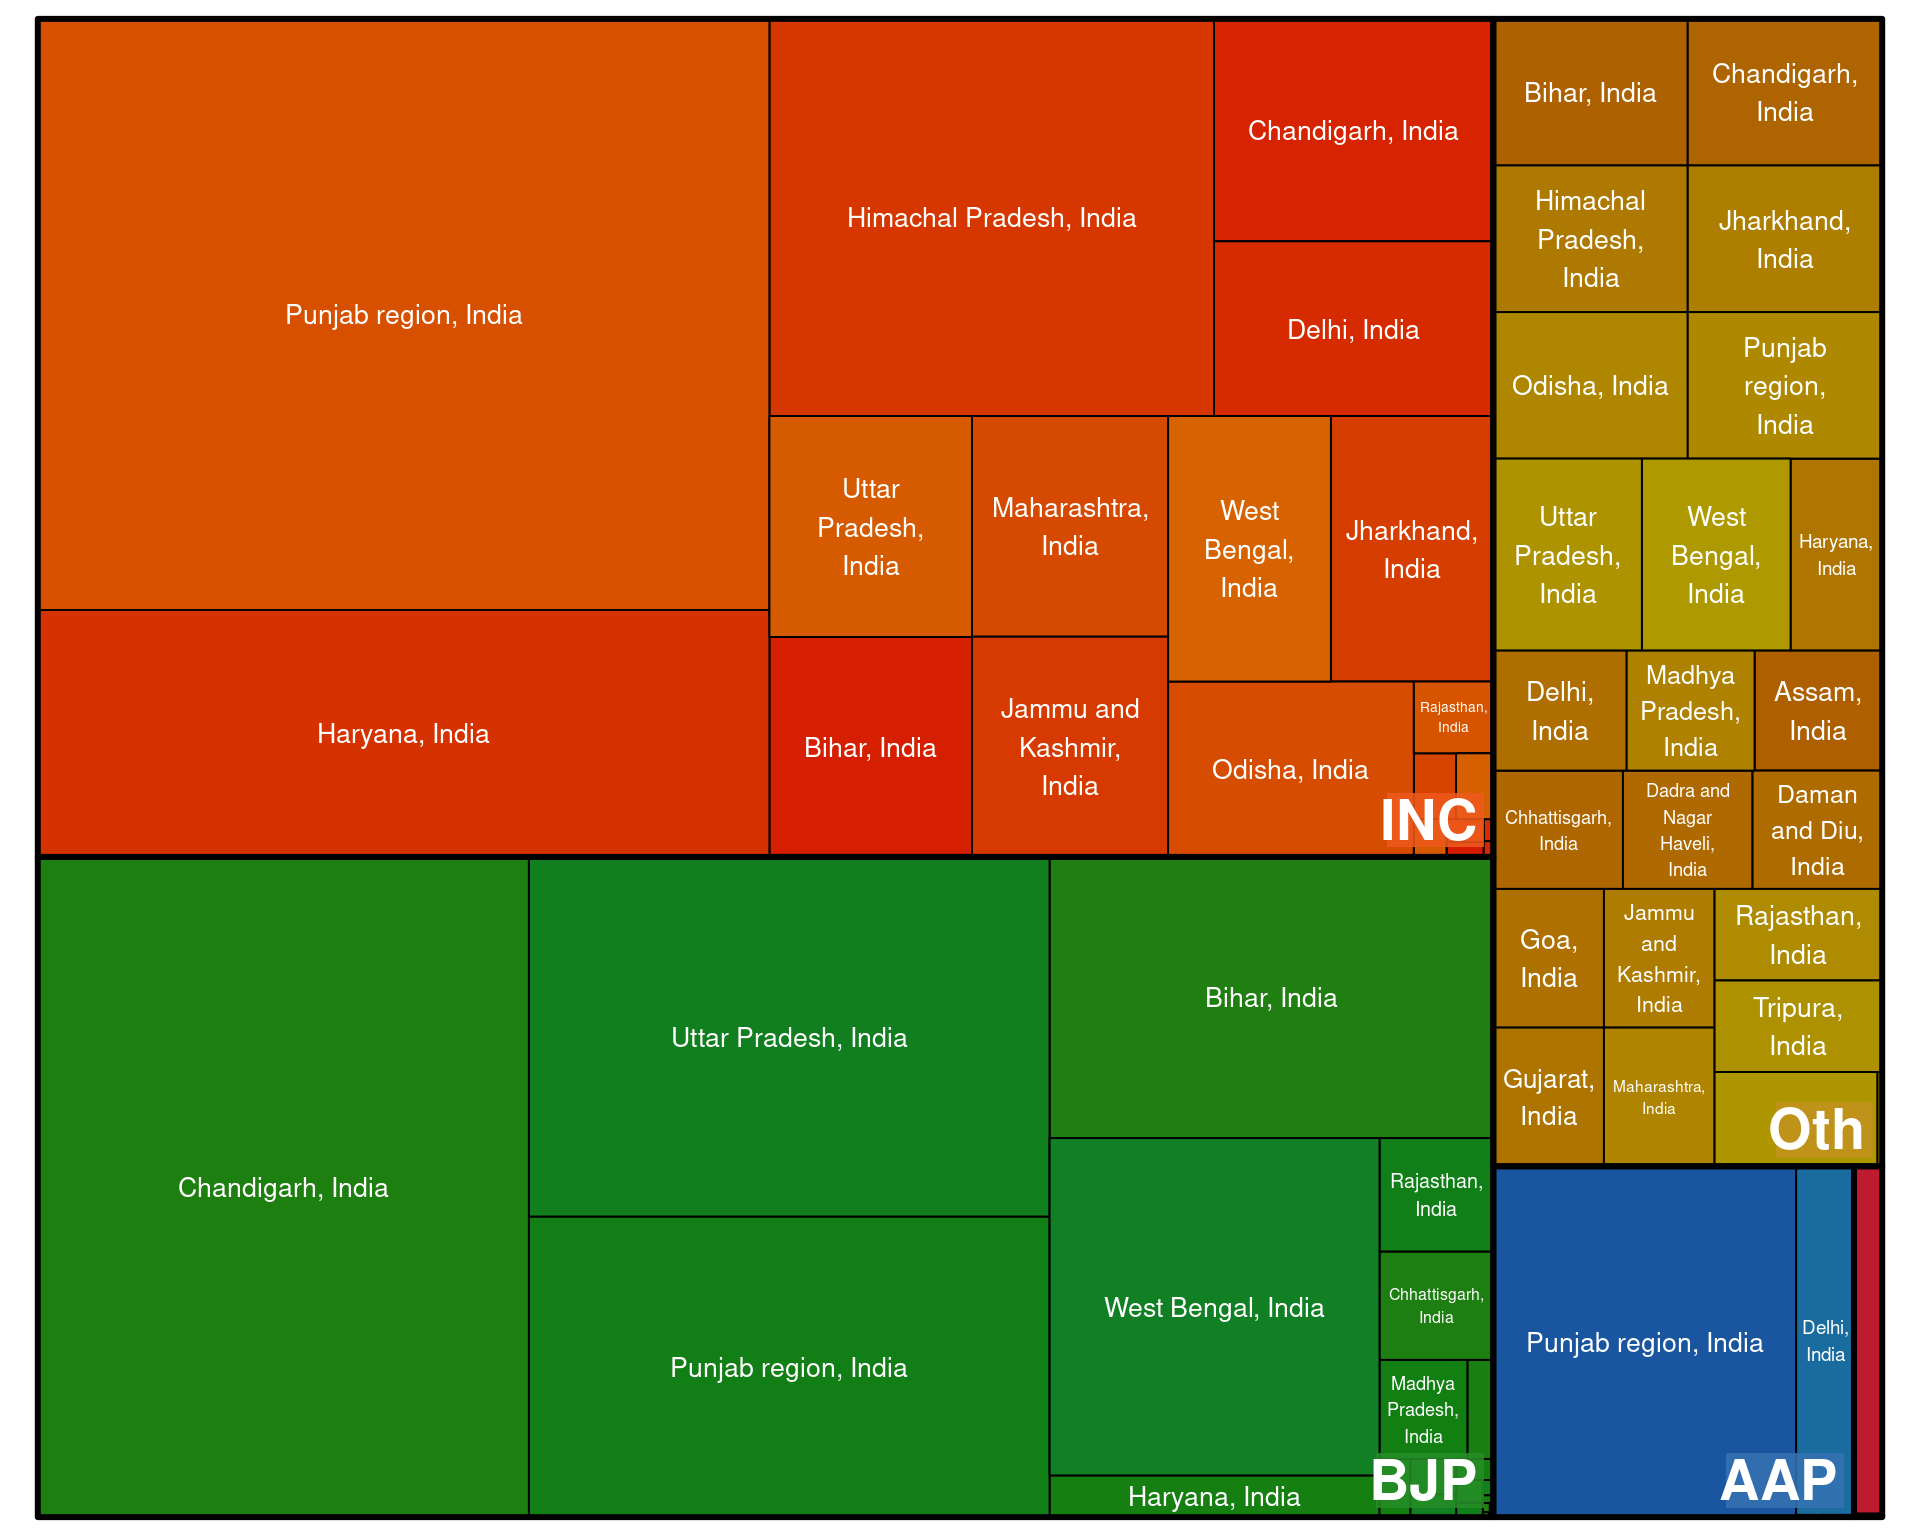 Punjab region, India
Haryana, India
Himachal Pradesh, India
Chandigarh, India
Delhi, India
Uttar
Pradesh,
India
Maharashtra,
India
West
Bengal,
India
Jharkhand,
India
Bihar, India
Jammu and
Kashmir,
India
Odisha, India
Rajasthan,
India
INC
Chandigarh, India
Uttar Pradesh, India
Punjab region, India
Bihar, India
West Bengal, India
Rajasthan,
India
Chhattisgarh,
India
Madhya
Pradesh,
India
Haryana, India
BJP
Bihar, India
Chandigarh,
India
Himachal
Pradesh,
India
Jharkhand,
India
Odisha, India
Punjab
region,
India
Uttar
Pradesh,
India
West
Bengal,
India
Haryana,
India
Delhi,
India
Madhya
Pradesh,
India
Assam,
India
Chhattisgarh,
India
Dadra and
Nagar
Haveli,
India
Daman
and Diu,
India
Goa,
India
Jammu
and
Kashmir,
India
Rajasthan,
India
Tripura,
India
Gujarat,
India
Maharashtra,
India
Oth
Punjab region, India
Delhi,
India
AAP